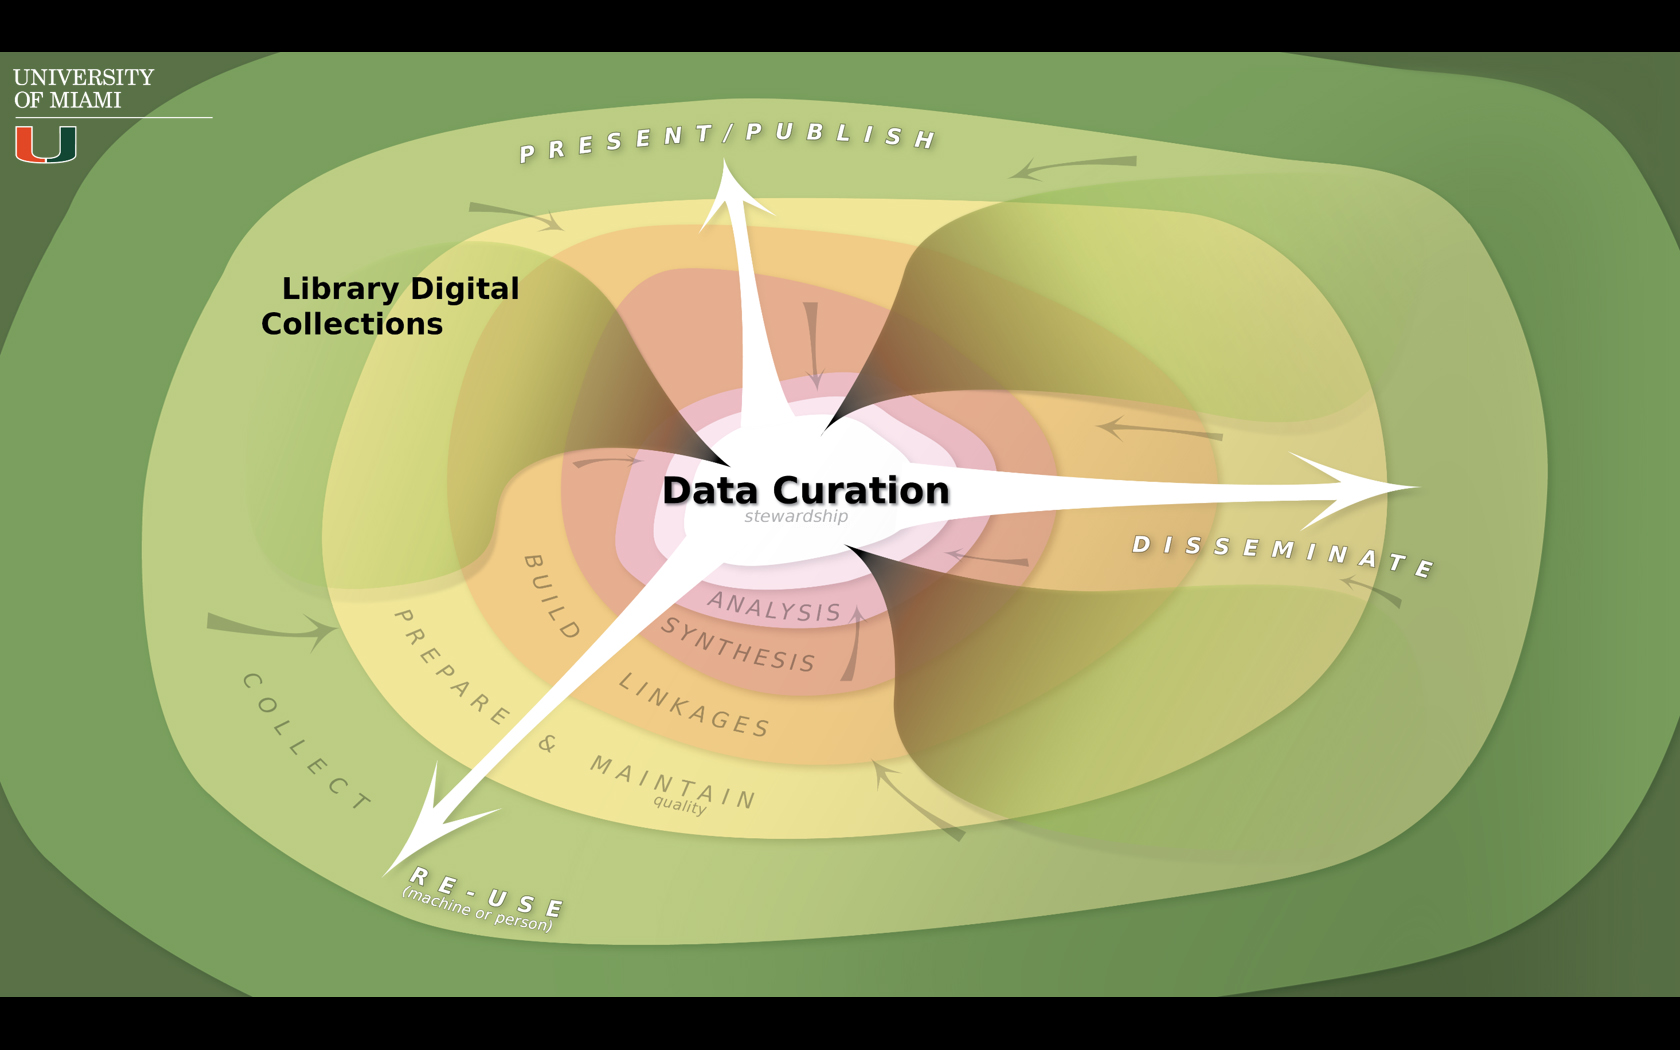 UNIVERSITY
OF MIAMI
PRESENT/PUBLISH
Library Digital
Collections
Data Curation
stewardship
DISSEMINATE
ANALYSIS
SYNTHESIS
BUILD LINKAGES
PREPARE & MAINTAIN
quality
COLLECT
RE-USE
(machine or person)